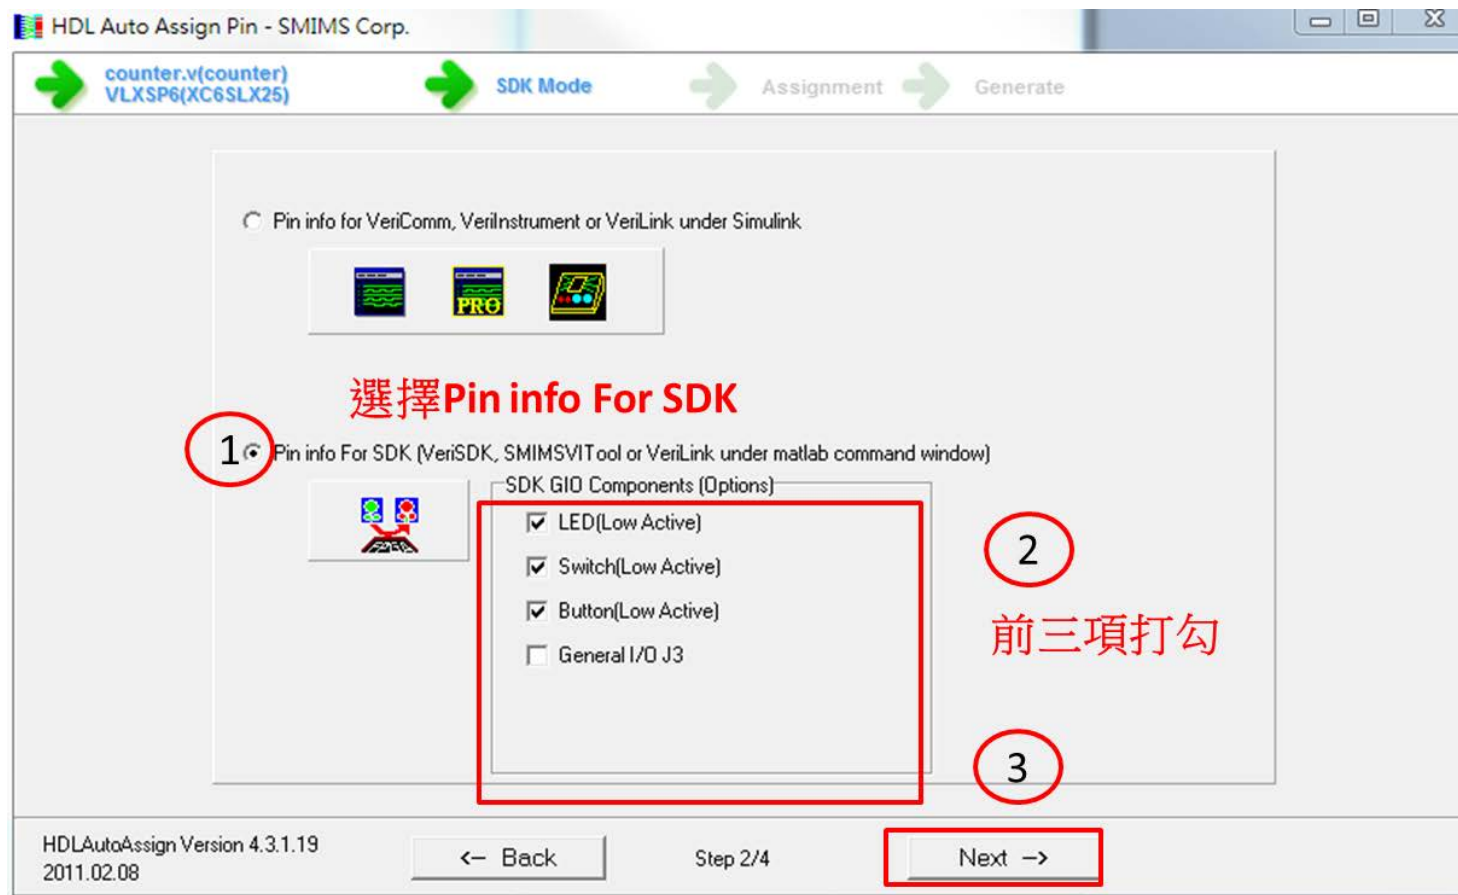 HDL Auto Assign Pin - SMIMS Corp.
counter.v(counter)
VLXSP6(XC6SLX25)
SDK Mode
Assignment
Generate
Pin info for VeriComm, VeriInstrument or VeriLink under Simulink
PRO
選擇Pin info For SDK
1
Pin info For SDK (VeriSDK, SMIMSVITool or VeriLink under matlab command window)
SDK GIO Components (Options)
LED(Low Active)
Switch(Low Active)
Button(Low Active)
General I/O J3
2
前三項打勾
3
HDLAutoAssign Version 4.3.1.19
2011.02.08
<- Back
Step 2/4
Next ->